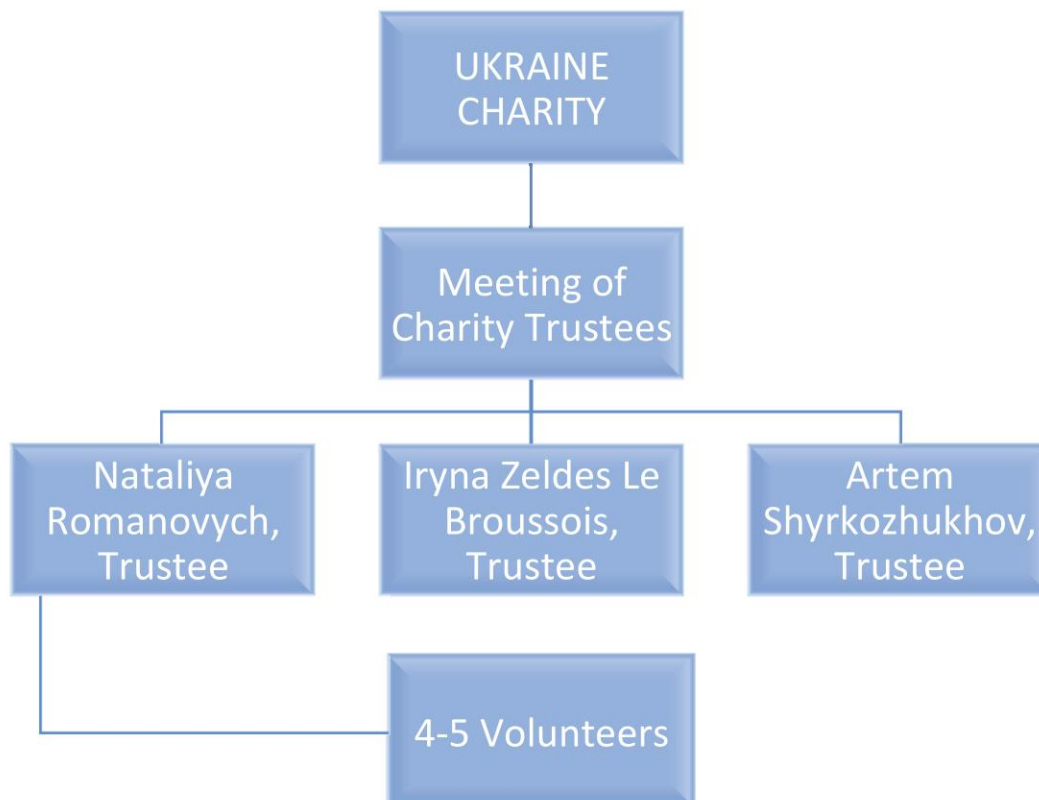 UKRAINE
CHARITY
Meeting of
Charity Trustees
Nataliya
Romanovych,
Trustee
Iryna Zeldes Le
Broussois,
Trustee
Artem
Shyrkozhukhov,
Trustee
4-5 Volunteers